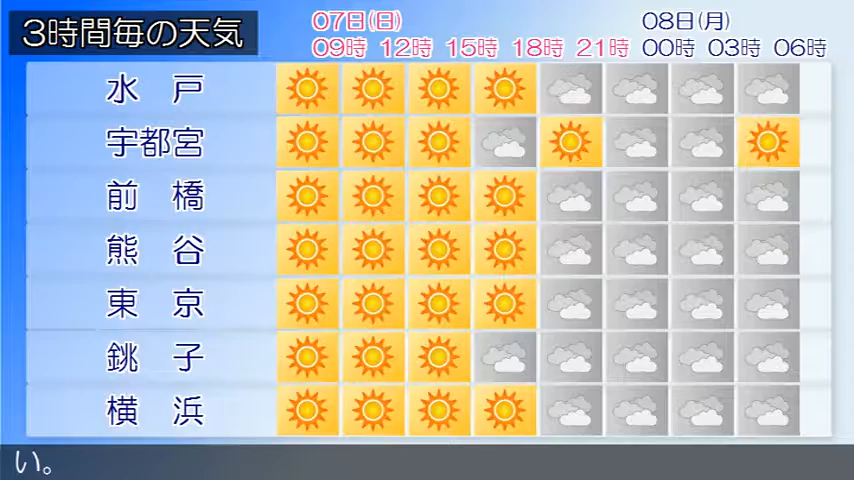 3時間毎の天気
07日(日) 08日(月)
09時 12時 15時 18時 21時 00時 03時 06時
水戸
宇都宮
前橋
熊谷
東京
銚子
横浜
い。